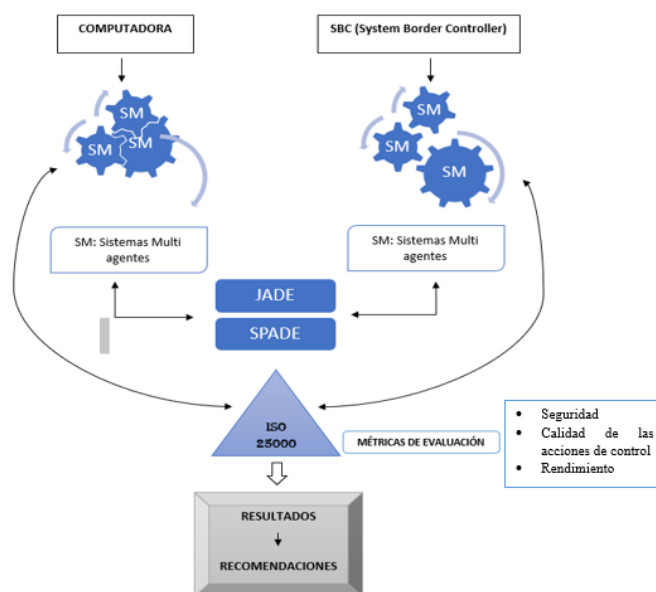 COMPUTADORA
SBC (System Border Controller)
SM
SM
SM
SM
SM
SM
SM: Sistemas Multi
agentes
SM: Sistemas Multi
agentes
JADE
SPADE
ISO
25000
MÉTRICAS DE EVALUACIÓN
• Seguridad
• Calidad de las
acciones de control
• Rendimiento
RESULTADOS
RECOMENDACIONES